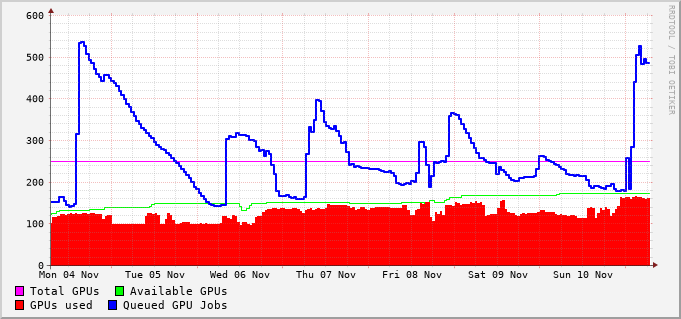 600
500
400
300
200
100
0
Mon 04 Nov Tue 05 Nov Wed 06 Nov Thu 07 Nov Fri 08 Nov Sat 09 Nov Sun 10 Nov
Total GPUs Available GPUs
GPUs used Queued GPU Jobs
RRDTOOL / TOBI OETIKER